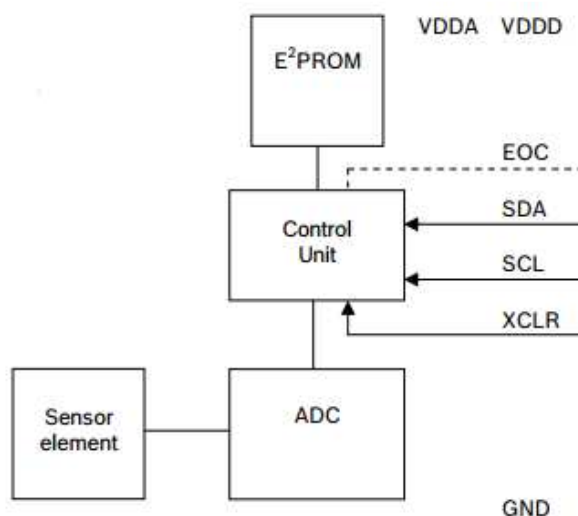 VDDA VDDD
E²PROM
EOC
SDA
Control
Unit
SCL
XCLR
ADC
Sensor
element
GND